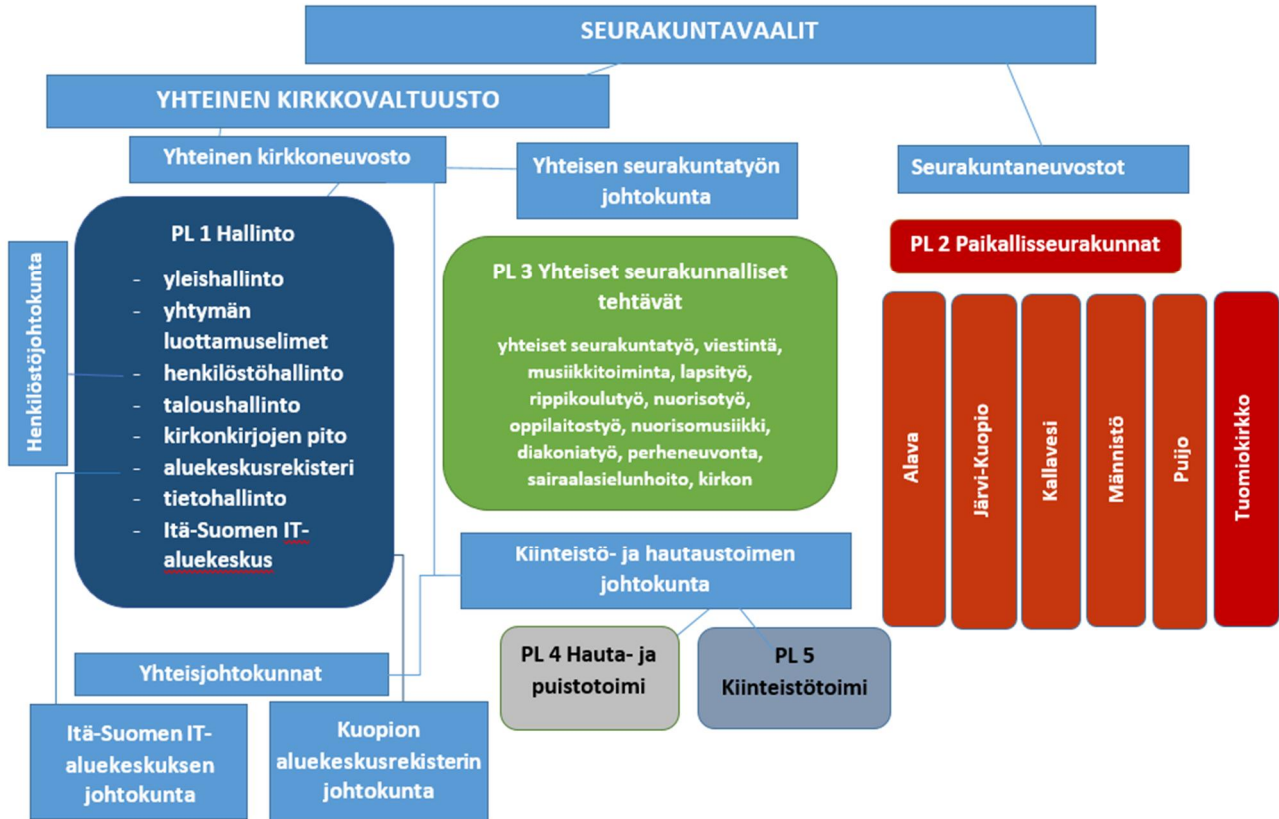 SEURAKUNTAVAALIT
YHTEINEN KIRKKOVALTUUSTO
Yhteinen kirkkoneuvosto
Yhteisen seurakuntatyön
johtokunta
Seurakuntaneuvostot
Henkilöstöjohtokunta
PL 1 Hallinto
- yleishallinto
- yhtymän
luottamuselimet
- henkilöstöhallinto
- taloushallinto
- kirkonkirjojen pito
- aluekeskusrekisteri
- tietohallinto
- Itä-Suomen IT-
aluekeskus
PL 3 Yhteiset seurakunnalliset
tehtävät
yhteiset seurakuntatyö, viestintä,
musiikkitoiminta, lapsityö,
rippikoulutyö, nuorisotyö,
oppilaitostyö, nuorisomusiikki,
diakoniatyö, perheneuvonta,
sairaalasielunhoito, kirkon
PL 2 Paikallisseurakunnat
Alava
Järvi-Kuopio
Kallavesi
Männistö
Puijo
Tuomiokirkko
Kiinteistö- ja hautaustoimen
johtokunta
PL 4 Hauta- ja
puistotoimi
PL 5
Kiinteistötoimi
Yhteisjohtokunnat
Itä-Suomen IT-
aluekeskuksen
johtokunta
Kuopion
aluekeskusrekisterin
johtokunta